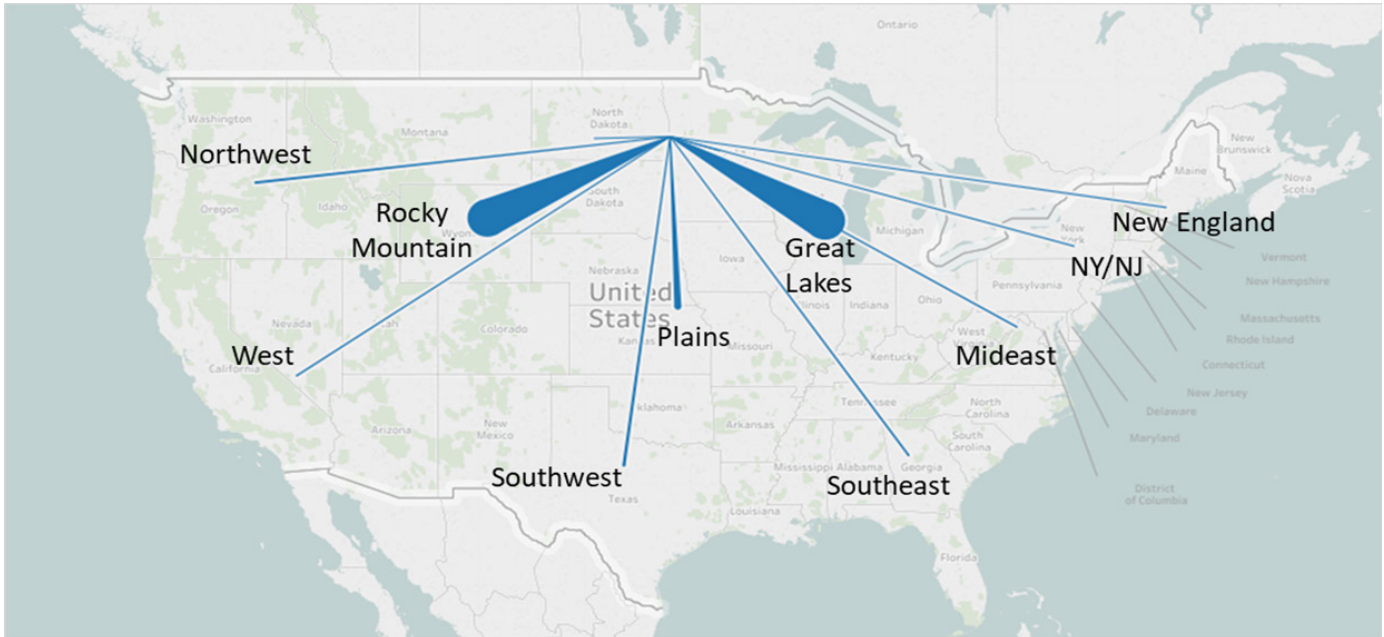 Ontario
Washington
North
Dakota
Montana
New
Brunswick
Maine
Northwest
Nova
Scotia
Oregon
Idaho
South
Dakota
Rocky
Mountain
Wyo
Great
Lakes
Michigan
New
York
New England
NY/NJ
Vermont
Iowa
Nebraska
United
States
Plains
Pennsylvania
New Hampshire
Illinois
Indiana
Ohio
Nevada
Utah
Colorado
Kansas
Missouri
West
Virginia
Massachusetts
Rhode Island
West
California
Kentucky
Mideast
Connecticut
New Jersey
Delaware
Maryland
Oklahoma
Tennessee
North
Carolina
Arizona
New
Mexico
Arkansas
South
Carolina
Mississippi
Alabama
Georgia
Southwest
Texas
Southeast
District
of Columbia
Louisiana
Florida